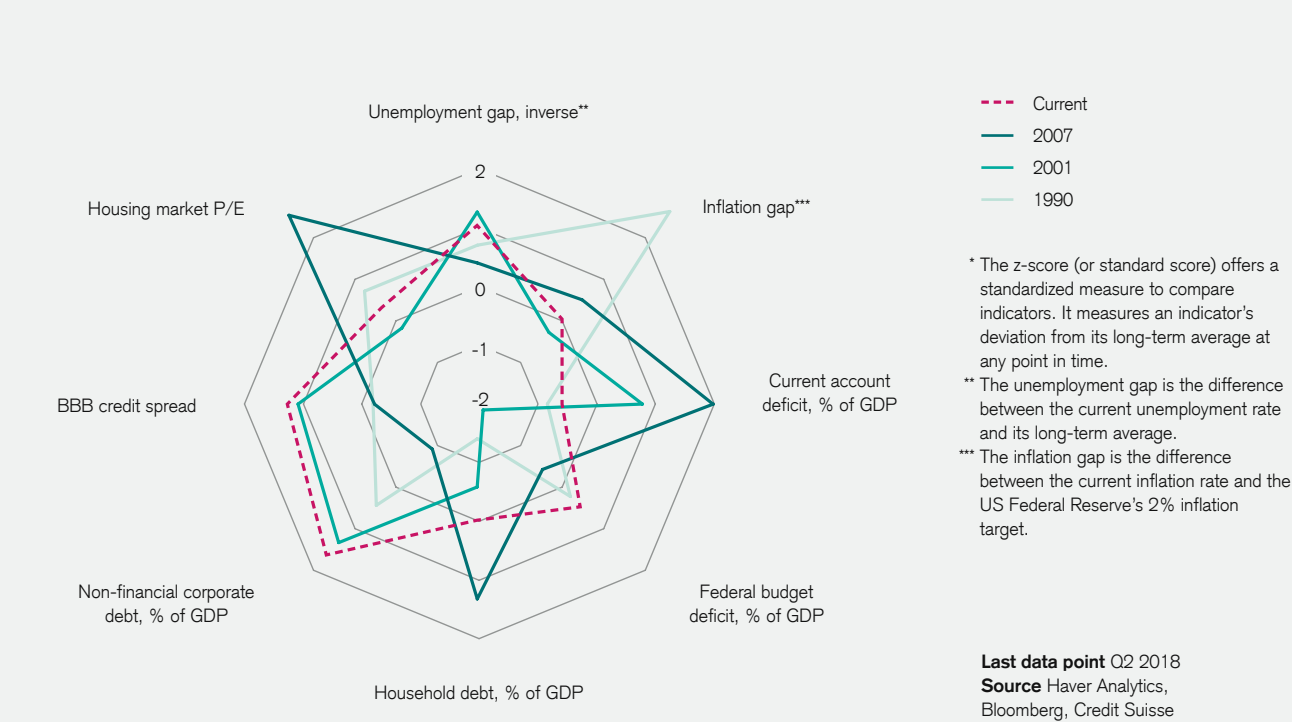 Unemployment gap, inverse**
2
0
-1
-2
Housing market P/E
Inflation gap***
BBB credit spread
Current account
deficit, % of GDP
Non-financial corporate
debt, % of GDP
Federal budget
deficit, % of GDP
Household debt, % of GDP
Current
2007
2001
1990
* The z-score (or standard score) offers a
standardized measure to compare
indicators. It measures an indicator's
deviation from its long-term average at
any point in time.
** The unemployment gap is the difference
between the current unemployment rate
and its long-term average.
*** The inflation gap is the difference
between the current inflation rate and the
US Federal Reserve's 2% inflation
target.
Last data point Q2 2018
Source Haver Analytics,
Bloomberg, Credit Suisse